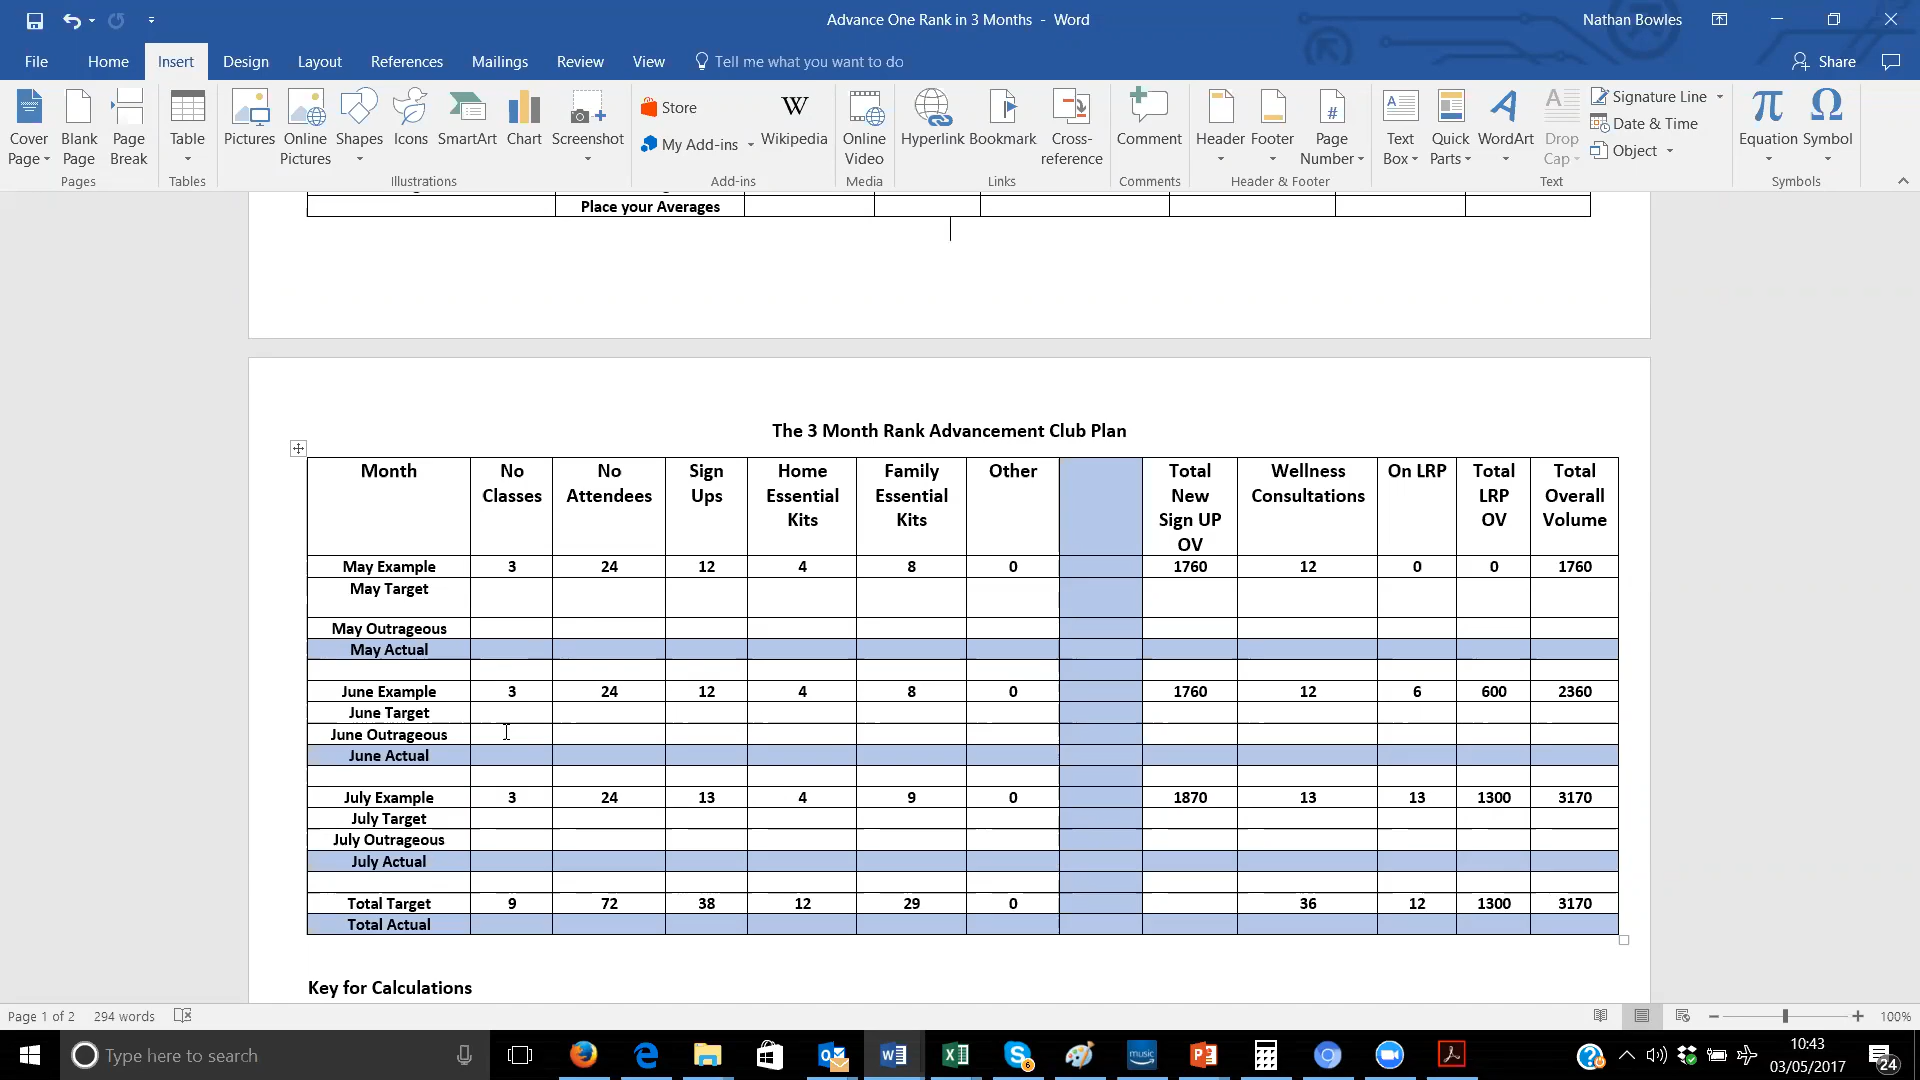 Advance One Rank in 3 Months - Word
Nathan Bowles
File Home Insert Design Layout References Mailings Review View Tell me what you want to do
Share
Cover Page
Blank Page
Page Break
Pages
Table
Tables
Pictures
Online Pictures
Shapes
Icons
SmartArt
Chart
Screenshot
Illustrations
Store
My Add-ins
W
Wikipedia
Add-ins
Online Video
Media
Hyperlink
Bookmark
Cross-reference
Links
Comment
Comments
Header
Footer
#
Page Number
Header & Footer
A
Text Box
Quick Parts
A
WordArt
A
Drop Cap
Signature Line
Date & Time
Object
Text
π
Equation
Ω
Symbol
Symbols
Place your Averages
The 3 Month Rank Advancement Club Plan
Month
No Classes
No Attendees
Sign Ups
Home Essential Kits
Family Essential Kits
Other
Total New Sign UP OV
Wellness Consultations
On LRP
Total LRP OV
Total Overall Volume
May Example 3 24 12 4 8 0 1760 12 0 0 1760
May Target
May Outrageous
May Actual
June Example 3 24 12 4 8 0 1760 12 6 600 2360
June Target
June Outrageous
June Actual
July Example 3 24 13 4 9 0 1870 13 13 1300 3170
July Target
July Outrageous
July Actual
Total Target 9 72 38 12 29 0 36 12 1300 3170
Total Actual
Key for Calculations
Page 1 of 2 294 words
100%
Type here to search
music
6
10:43
03/05/2017
24